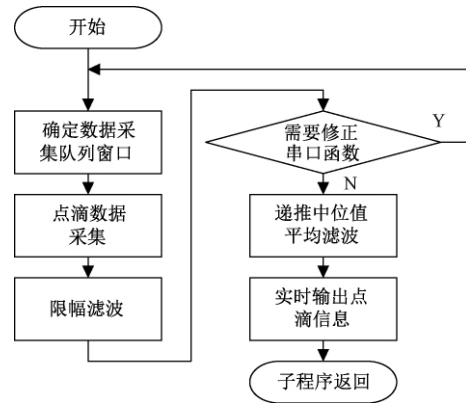 开始
确定数据采
集队列窗口
点滴数据
采集
限幅滤波
需要修正
串口函数
Y
N
递推中位值
平均滤波
实时输出点
滴信息
子程序返回